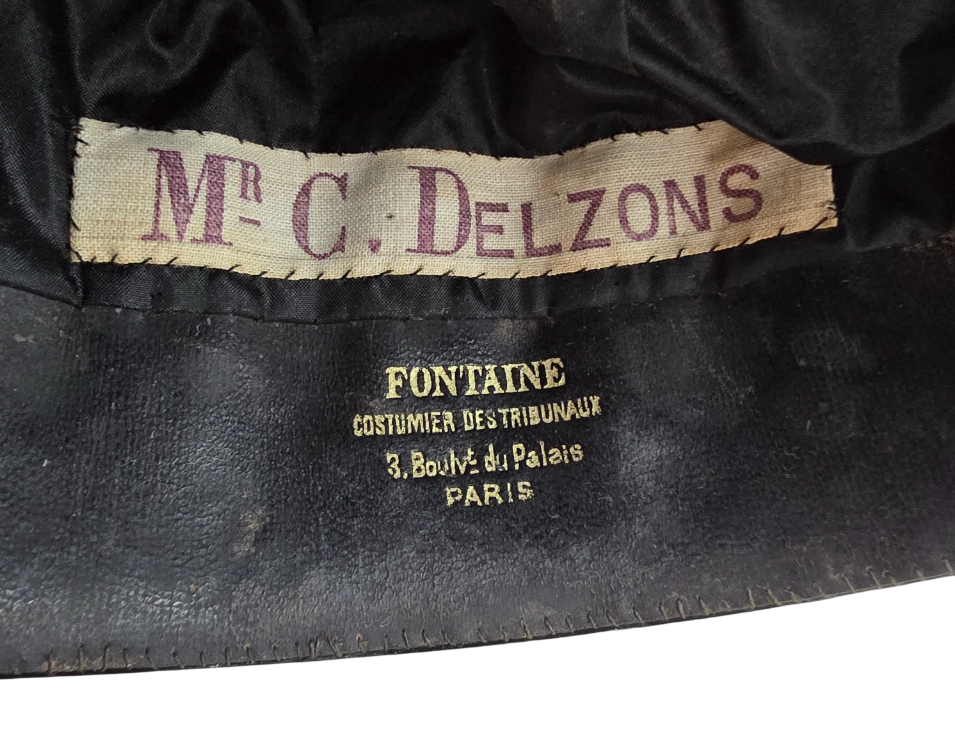 MR C. DELZONS
FONTAINE
COSTUMIER DES TRIBUNAUX
3. Boulvt du Palais
PARIS